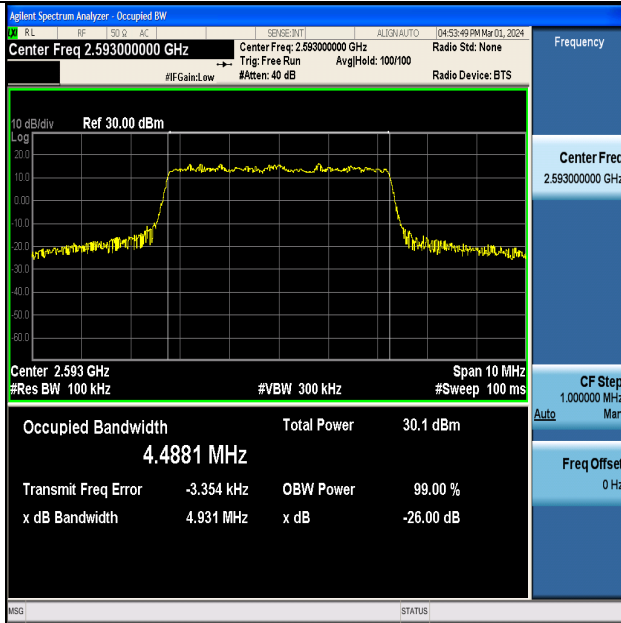 Agilent Spectrum Analyzer - Occupied BW
RL RF 50 Ω AC SENSE:INT ALIGN AUTO 04:53:49 PM Mar 01, 2024
Center Freq 2.593000000 GHz Center Freq: 2.593000000 GHz Radio Std: None Frequency
Trig: Free Run Avg|Hold: 100/100
#IFGain:Low #Atten: 40 dB Radio Device: BTS
10 dB/div Ref 30.00 dBm
Log
20.0
10.0
0.00
-10.0
-20.0
-30.0
-40.0
-50.0
-60.0
Center Freq
2.593000000 GHz
Center 2.593 GHz Span 10 MHz
#Res BW 100 kHz #VBW 300 kHz #Sweep 100 ms
CF Step
1.000000 MHz
Auto Man
Occupied Bandwidth Total Power 30.1 dBm
4.4881 MHz
Transmit Freq Error -3.354 kHz OBW Power 99.00 %
x dB Bandwidth 4.931 MHz x dB -26.00 dB
Freq Offset
0 Hz
MSG STATUS